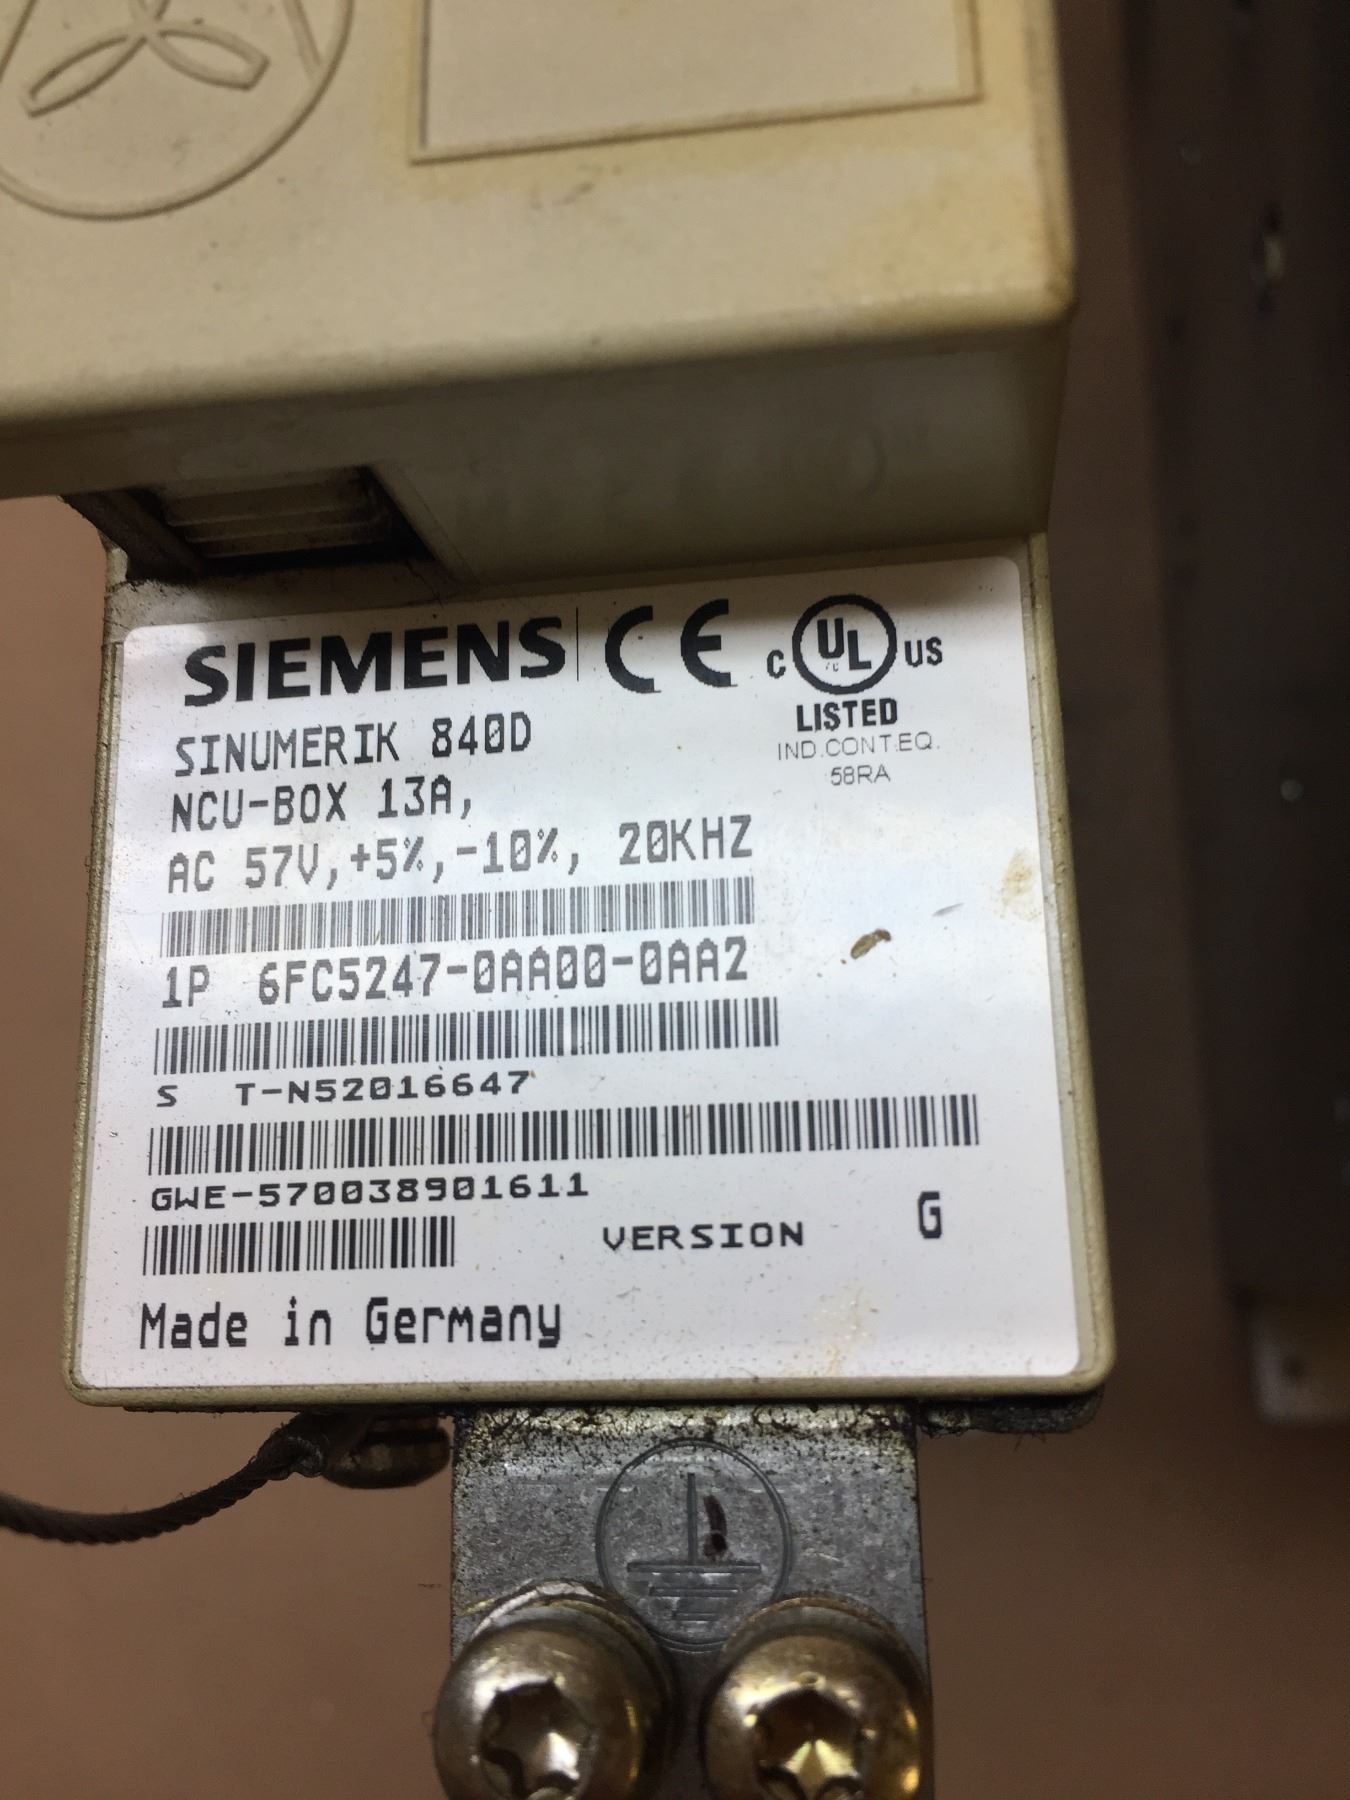 SIEMENS CE C UL US
LISTED
IND.CONT.EQ.
58RA
SINUMERIK 840D
NCU-BOX 13A,
AC 57V,+5%,-10%, 20KHZ
1P 6FC5247-0AA00-0AA2
S T-N52016647
GWE-570038901611
VERSION G
Made in Germany